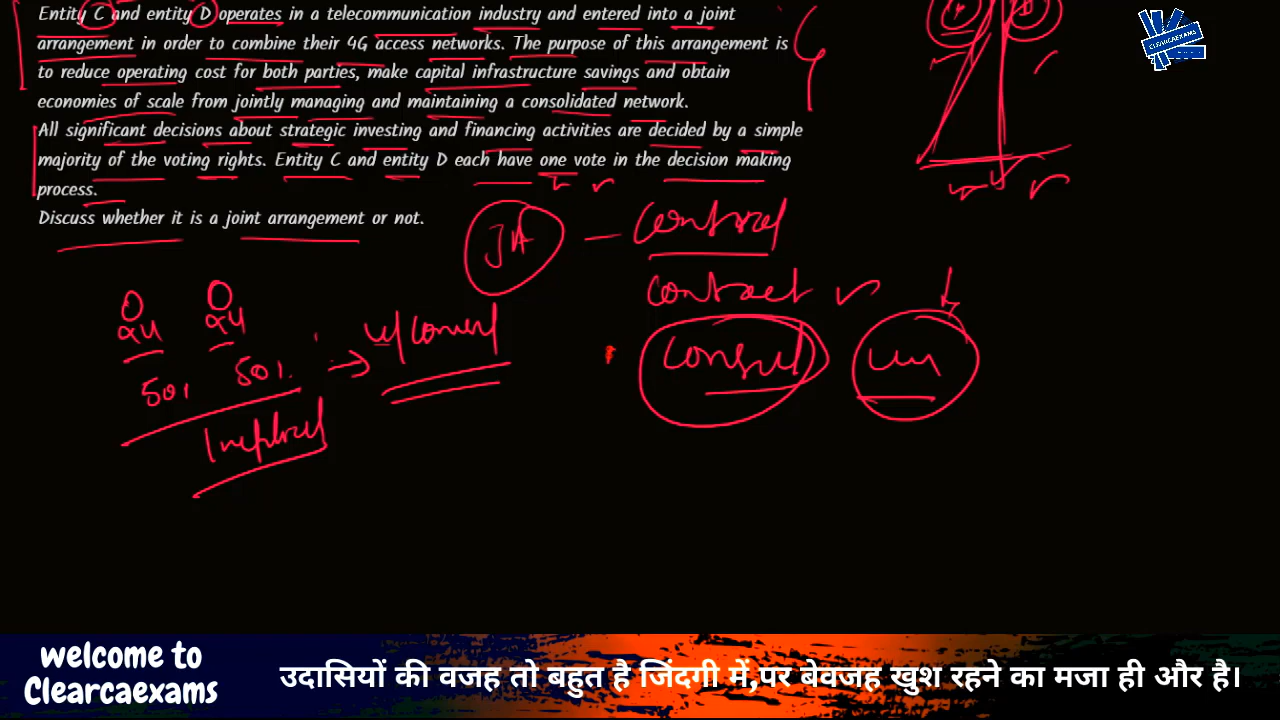 Entity C and entity D operates in a telecommunication industry and entered into a joint
arrangement in order to combine their 4G access networks. The purpose of this arrangement is
to reduce operating cost for both parties, make capital infrastructure savings and obtain
economies of scale from jointly managing and maintaining a consolidated network.
All significant decisions about strategic investing and financing activities are decided by a simple
majority of the voting rights. Entity C and entity D each have one vote in the decision making
process.
Discuss whether it is a joint arrangement or not.
CLEARCAEXAMS
JA - control
contract
50% 50%
welcome to
Clearcaexams
उदासियों की वजह तो बहुत है जिंदगी में,पर बेवजह खुश रहने का मजा ही और है।